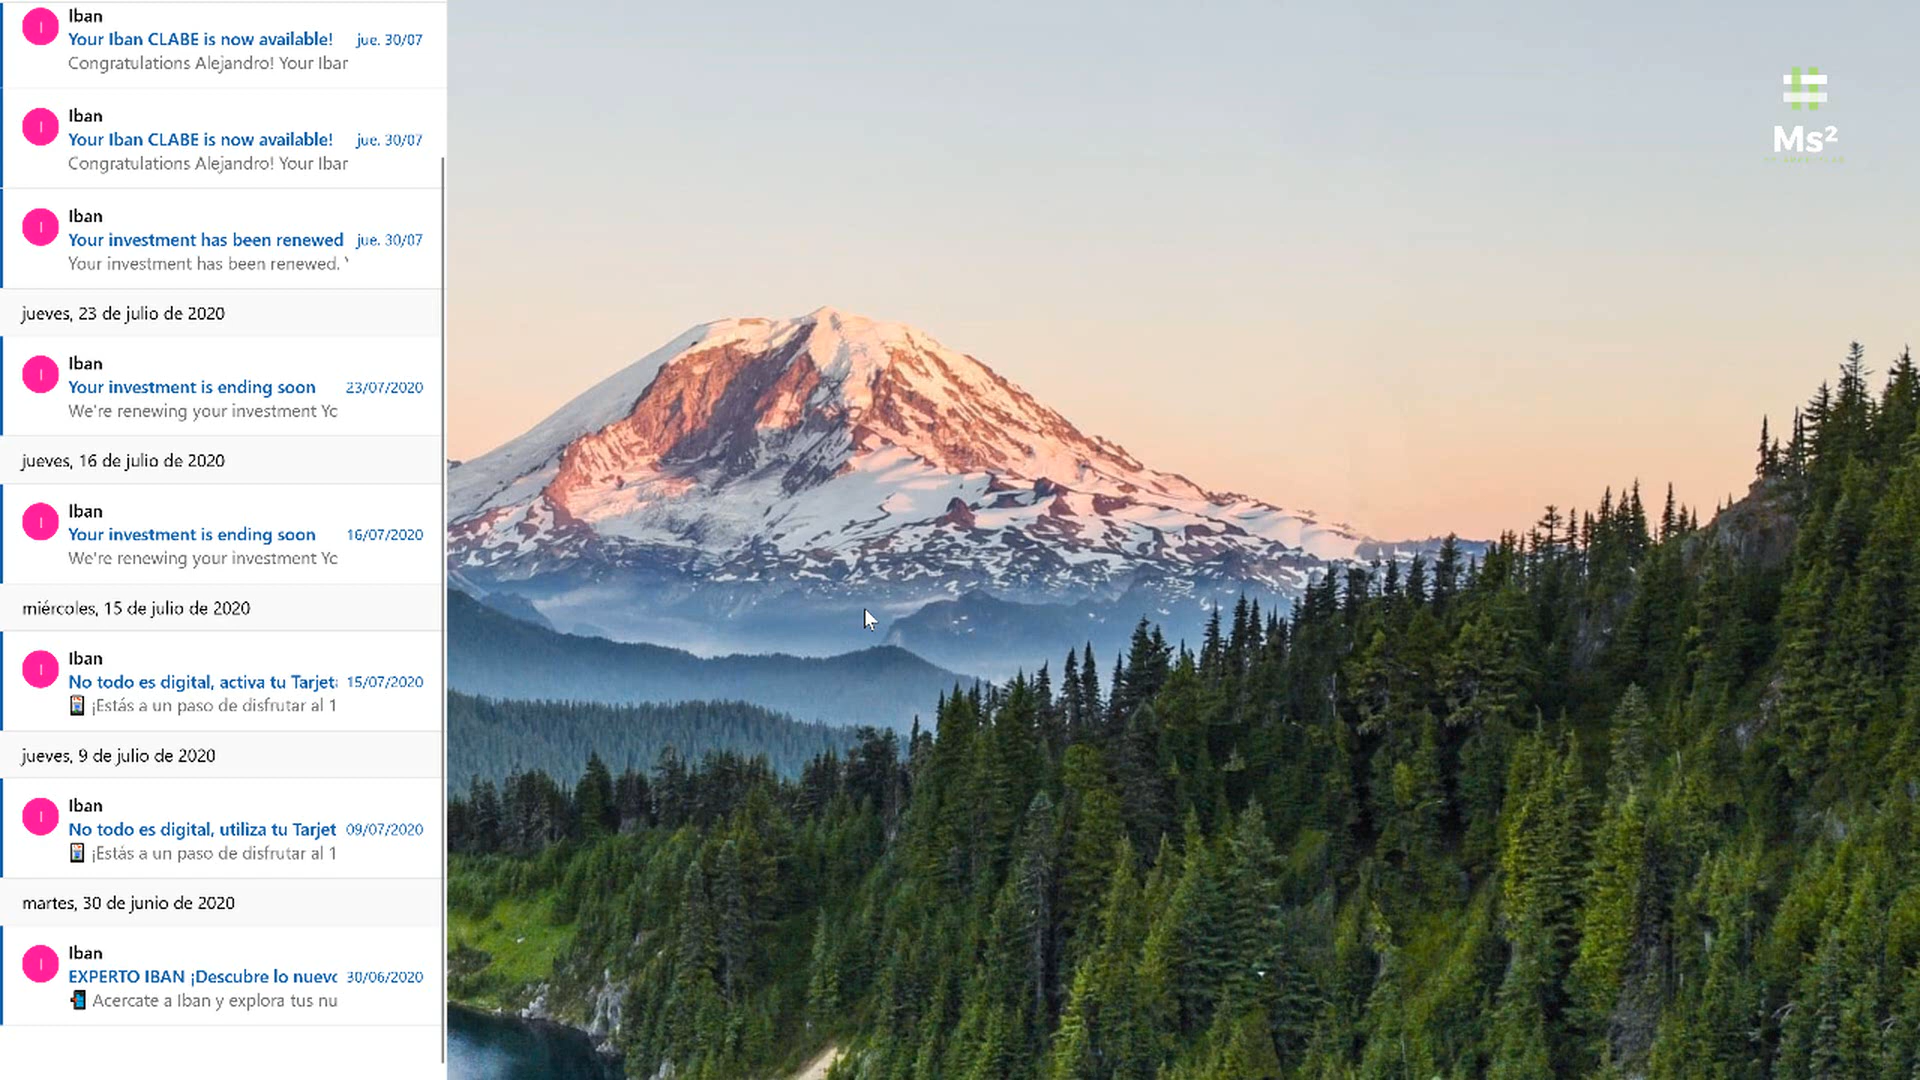 Iban
Your Iban CLABE is now available! jue. 30/07
Congratulations Alejandro! Your Ibar
Iban
Your Iban CLABE is now available! jue. 30/07
Congratulations Alejandro! Your Ibar
Iban
Your investment has been renewed jue. 30/07
Your investment has been renewed.
jueves, 23 de julio de 2020
Iban
Your investment is ending soon 23/07/2020
We're renewing your investment Yc
jueves, 16 de julio de 2020
Iban
Your investment is ending soon 16/07/2020
We're renewing your investment Yc
miércoles, 15 de julio de 2020
Iban
No todo es digital, activa tu Tarjeta 15/07/2020
¡Estás a un paso de disfrutar al 1
jueves, 9 de julio de 2020
Iban
No todo es digital, utiliza tu Tarjet 09/07/2020
¡Estás a un paso de disfrutar al 1
martes, 30 de junio de 2020
Iban
EXPERTO IBAN ¡Descubre lo nuevo 30/06/2020
Acercate a Iban y explora tus nu
Ms²